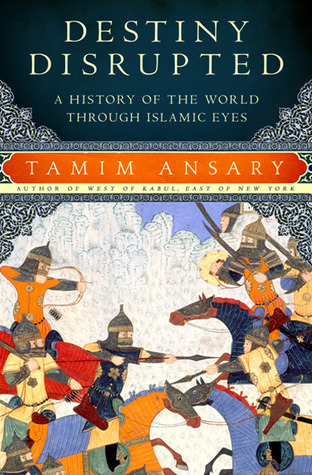 DESTINY
DISRUPTED
A HISTORY OF THE WORLD
THROUGH ISLAMIC EYES
TAMIM ANSARY
AUTHOR OF WEST OF KABUL, EAST OF NEW YORK